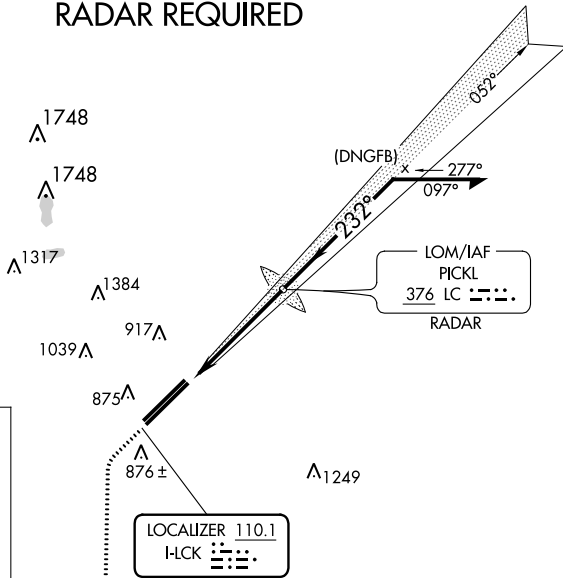 RADAR REQUIRED
1748
1748
052°
(DNGFB)
x
277°
097°
232°
1317
1384
LOM/IAF
PICKL
376 LC
RADAR
917
1039
875
876 ±
1249
LOCALIZER 110.1
I-LCK